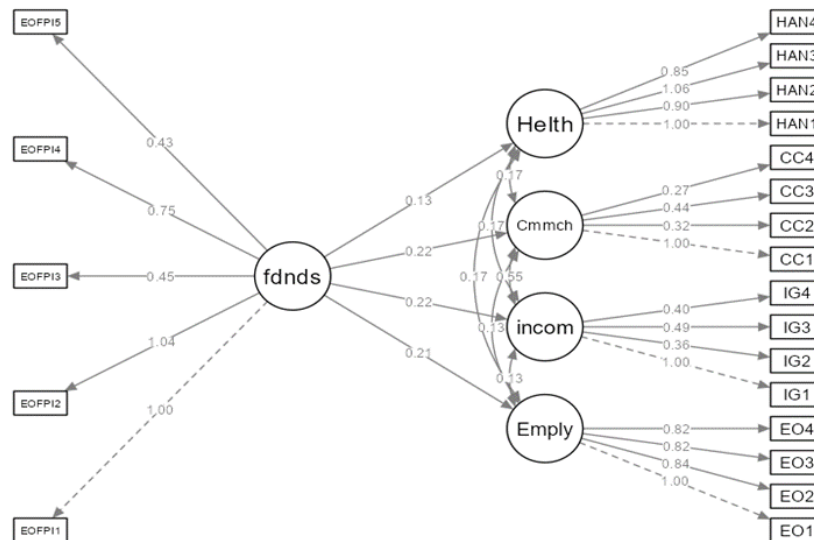 EOFPI5
EOFPI4
EOFPI3
EOFPI2
EOFPI1
0.43
0.75
0.45
1.04
1.00
fdnds
0.13
0.22
0.22
0.21
Helth
Cmmch
incom
Emply
0.17
0.17
0.17
0.55
0.13
0.13
0.85
1.06
0.90
1.00
0.27
0.44
0.32
1.00
0.40
0.49
0.36
1.00
0.82
0.82
0.84
1.00
HAN4
HAN3
HAN2
HAN1
CC4
CC3
CC2
CC1
IG4
IG3
IG2
IG1
EO4
EO3
EO2
EO1